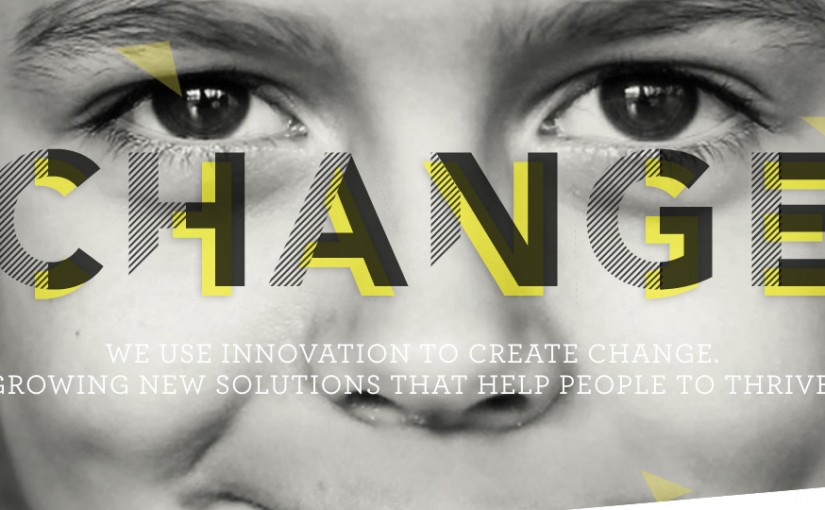 CHANGE
WE USE INNOVATION TO CREATE CHANGE.
GROWING NEW SOLUTIONS THAT HELP PEOPLE TO THRIVE